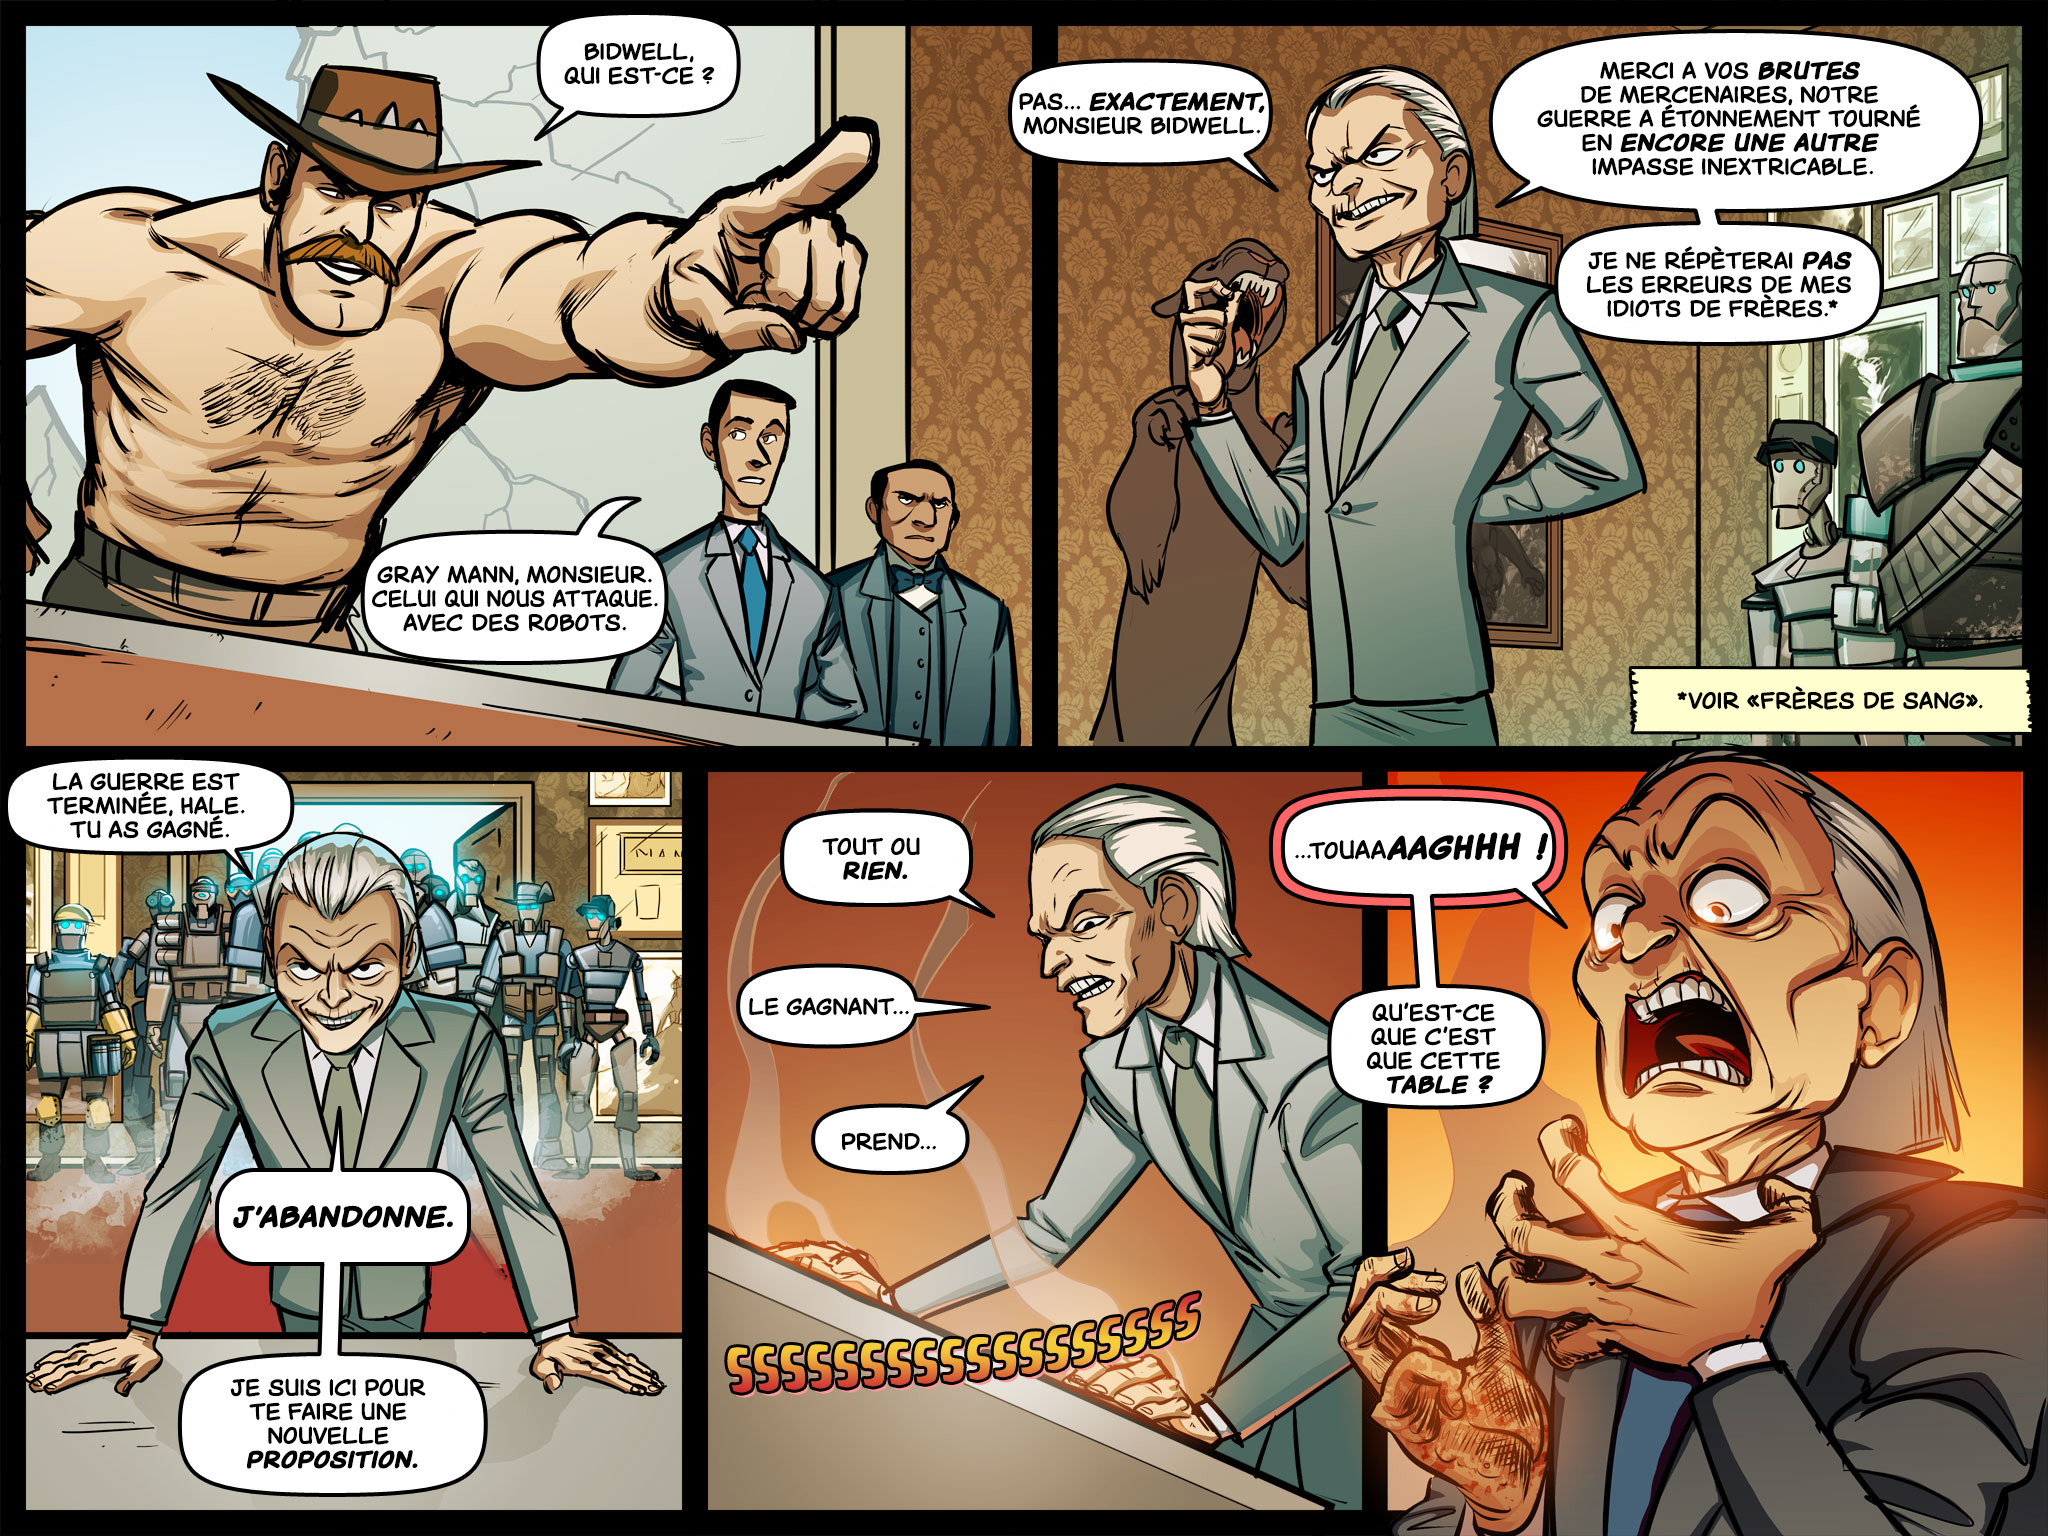 BIDWELL,
QUI EST-CE ?
GRAY MANN, MONSIEUR.
CELUI QUI NOUS ATTAQUE.
AVEC DES ROBOTS.
PAS... EXACTEMENT,
MONSIEUR BIDWELL.
MERCI A VOS BRUTES
DE MERCENAIRES, NOTRE
GUERRE A ÉTONNEMENT TOURNÉ
EN ENCORE UNE AUTRE
IMPASSE INEXTRICABLE.
JE NE RÉPÈTERAI PAS
LES ERREURS DE MES
IDIOTS DE FRÈRES.*
*VOIR «FRÈRES DE SANG».
LA GUERRE EST
TERMINÉE, HALE.
TU AS GAGNÉ.
J'ABANDONNE.
JE SUIS ICI POUR
TE FAIRE UNE
NOUVELLE
PROPOSITION.
TOUT OU
RIEN.
LE GAGNANT...
PREND...
SSSSSSSSSSSSSSSSSS
...TOUAAAAGHHH !
QU'EST-CE
QUE C'EST
QUE CETTE
TABLE ?